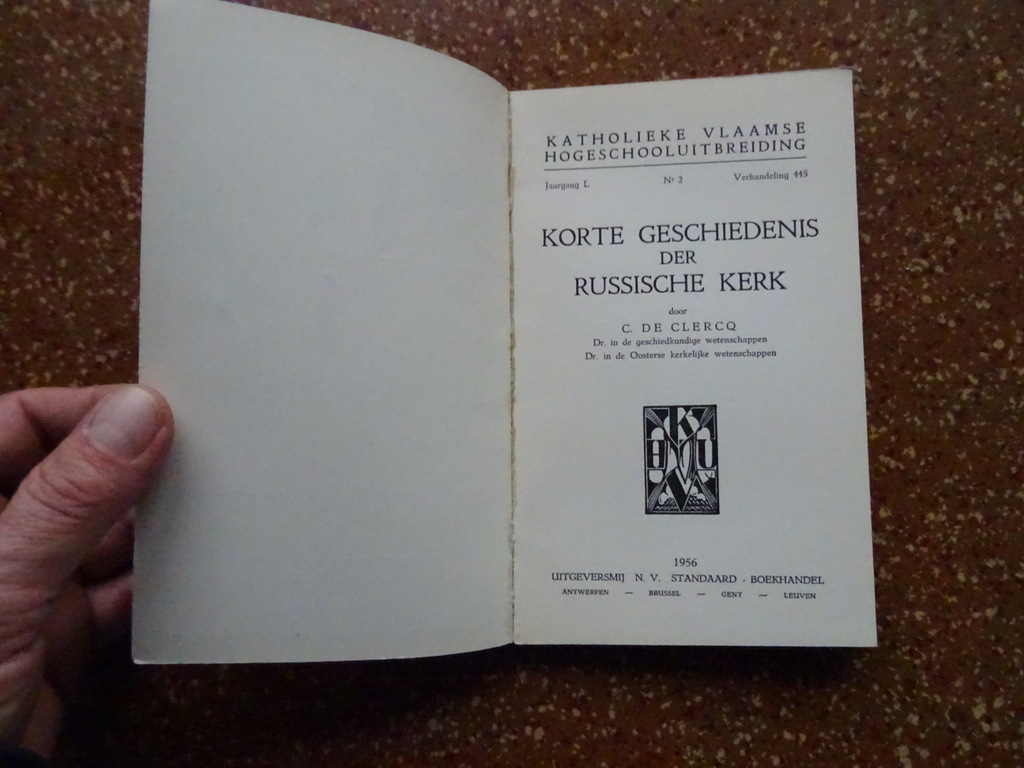 KATHOLIEKE VLAAMSE
HOGESCHOOLUITBREIDING
Jaargang L Nr 2 Verhandeling 445
KORTE GESCHIEDENIS
DER
RUSSISCHE KERK
door
C. DE CLERCQ
Dr. in de geschiedkundige wetenschappen
Dr. in de Oosterse kerkelijke wetenschappen
K
H U
V
1956
UITGEVERSMIJ N. V. STANDAARD - BOEKHANDEL
ANTWERPEN — BRUSSEL — GENT — LEUVEN